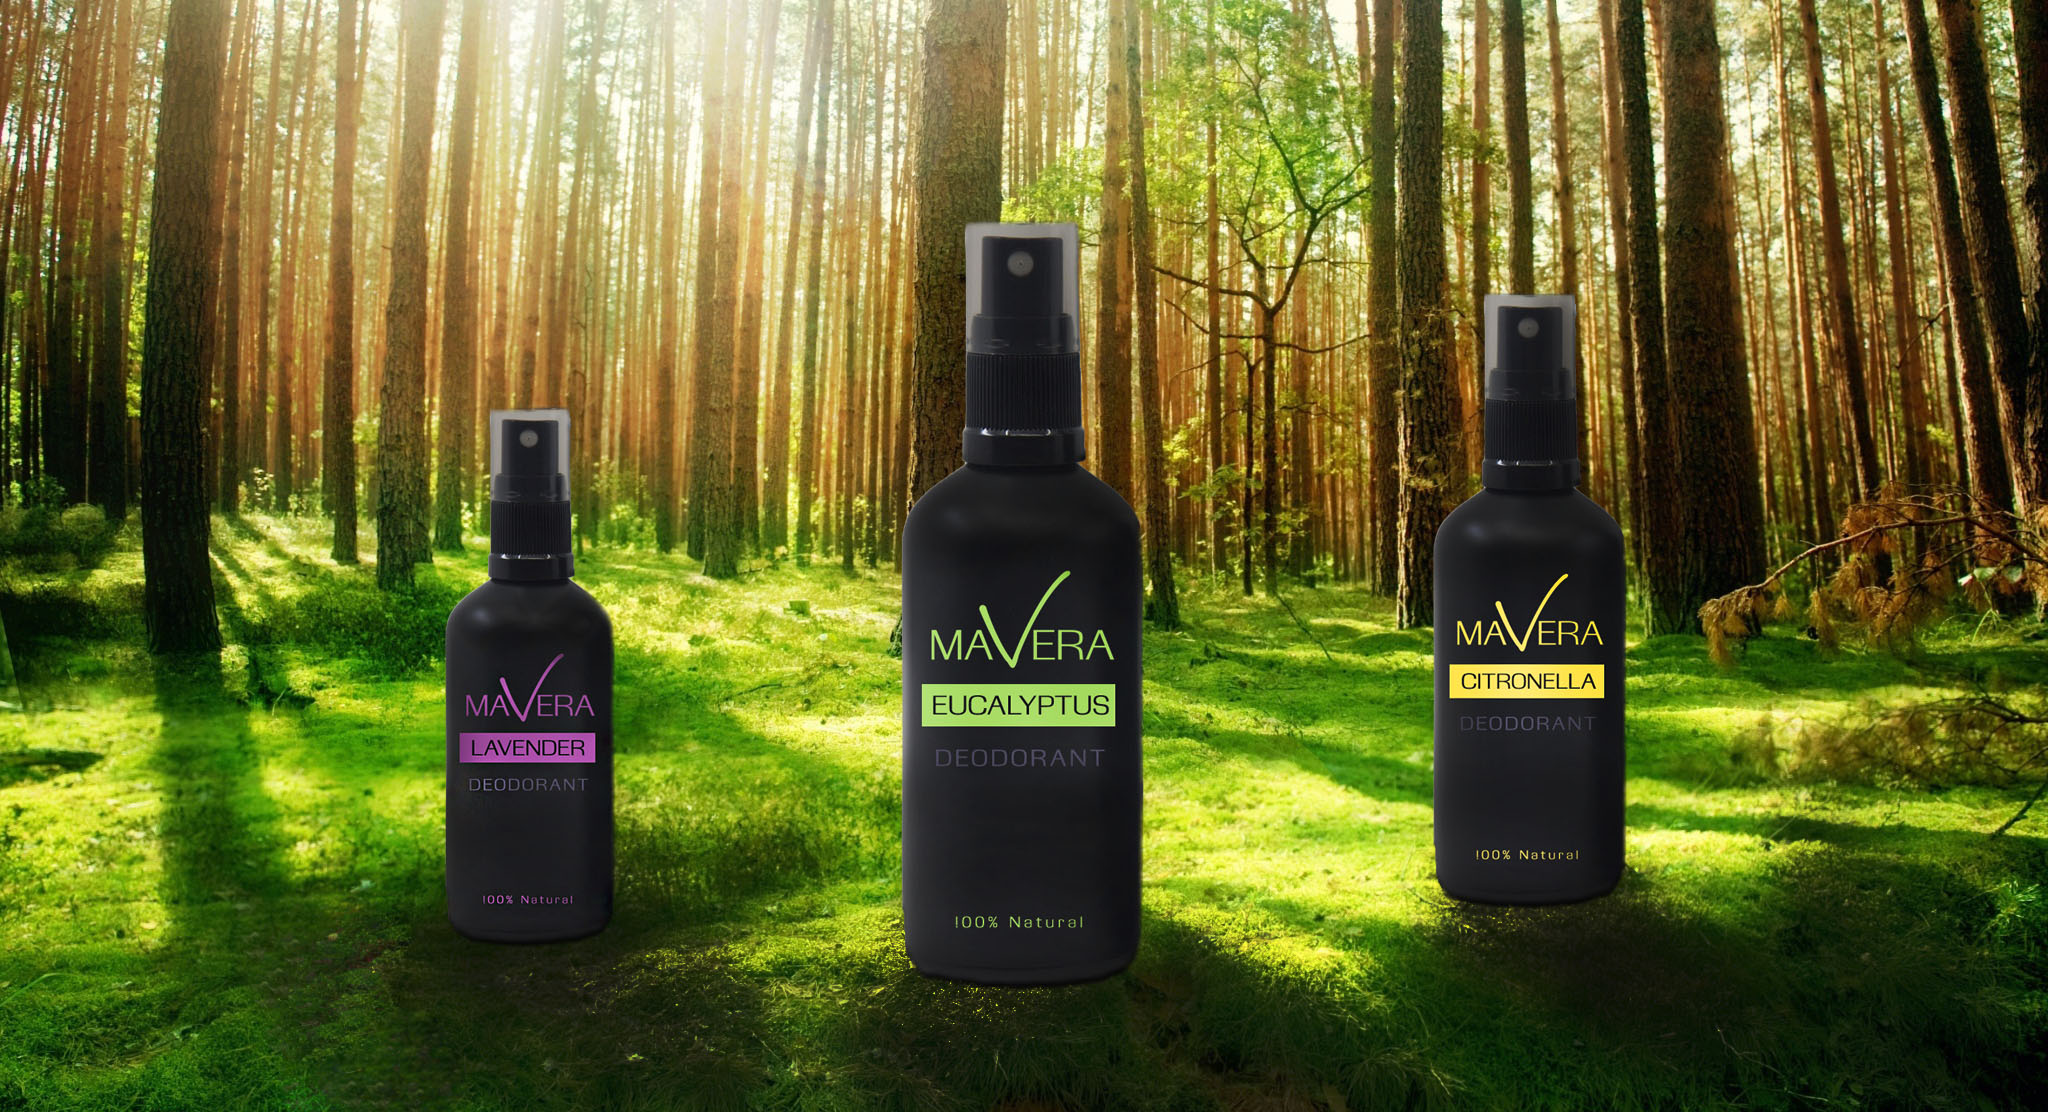 MAVERA
LAVENDER
DEODORANT
100% Natural
MAVERA
EUCALYPTUS
DEODORANT
100% Natural
MAVERA
CITRONELLA
DEODORANT
100% Natural